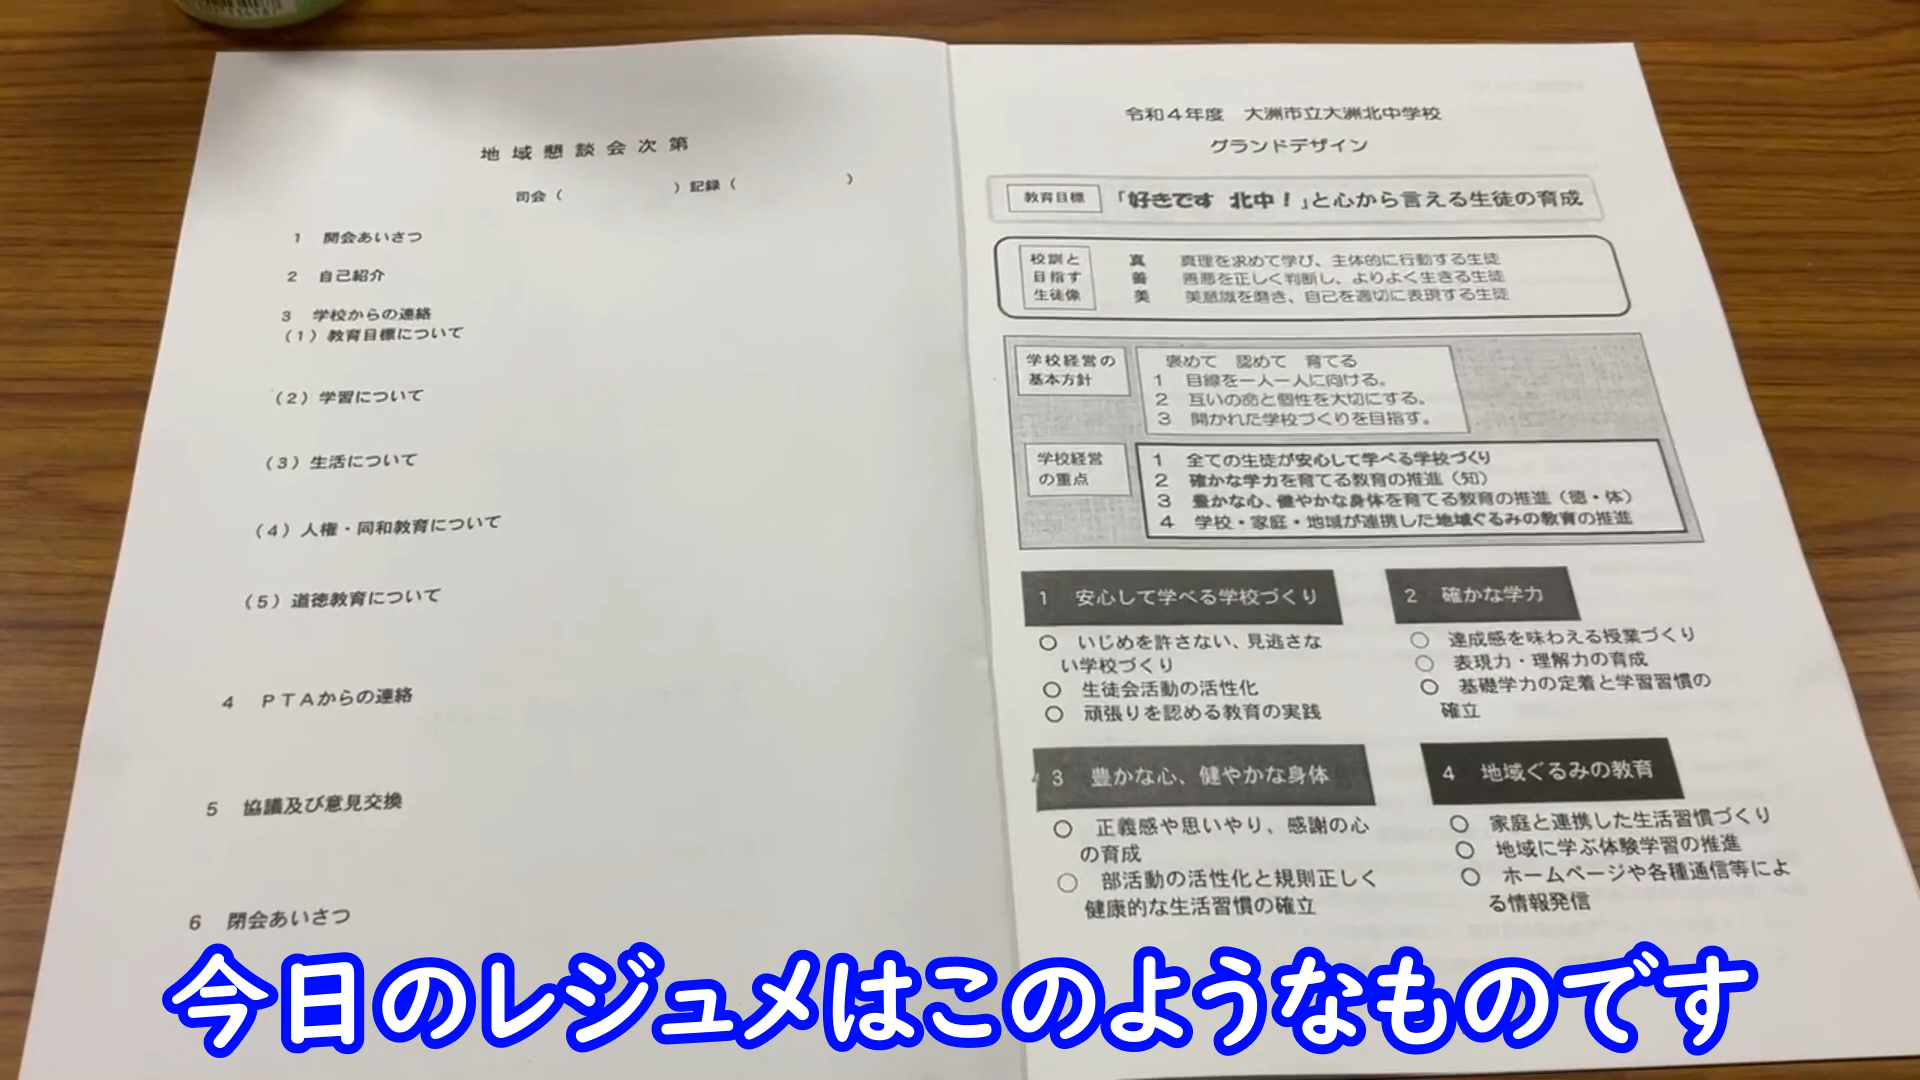 地域懇談会次第
司会(　　　　　)記録(　　　　　)
1　開会あいさつ
2　自己紹介
3　学校からの連絡
(1)教育目標について
(2)学習について
(3)生活について
(4)人権・同和教育について
(5)道徳教育について
4　PTAからの連絡
5　協議及び意見交換
6　閉会あいさつ
令和4年度　大洲市立大洲北中学校
グランドデザイン
教育目標　「好きです　北中!」と心から言える生徒の育成
校訓と
目指す
生徒像
真　真理を求めて学び、主体的に行動する生徒
善　善悪を正しく判断し、よりよく生きる生徒
美　美意識を磨き、自己を適切に表現する生徒
学校経営の
基本方針
褒めて　認めて　育てる
1　目線を一人一人に向ける。
2　互いの命と個性を大切にする。
3　開かれた学校づくりを目指す。
学校経営
の重点
1　全ての生徒が安心して学べる学校づくり
2　確かな学力を育てる教育の推進(知)
3　豊かな心、健やかな身体を育てる教育の推進(徳・体)
4　学校・家庭・地域が連携した地域ぐるみの教育の推進
1　安心して学べる学校づくり
○　いじめを許さない、見逃さな
い学校づくり
○　生徒会活動の活性化
○　頑張りを認める教育の実践
2　確かな学力
○　達成感を味わえる授業づくり
○　表現力・理解力の育成
○　基礎学力の定着と学習習慣の
確立
3　豊かな心、健やかな身体
○　正義感や思いやり、感謝の心
の育成
○　部活動の活性化と規則正しく
健康的な生活習慣の確立
4　地域ぐるみの教育
○　家庭と連携した生活習慣づくり
○　地域に学ぶ体験学習の推進
○　ホームページや各種通信等によ
る情報発信
今日のレジュメはこのようなものです